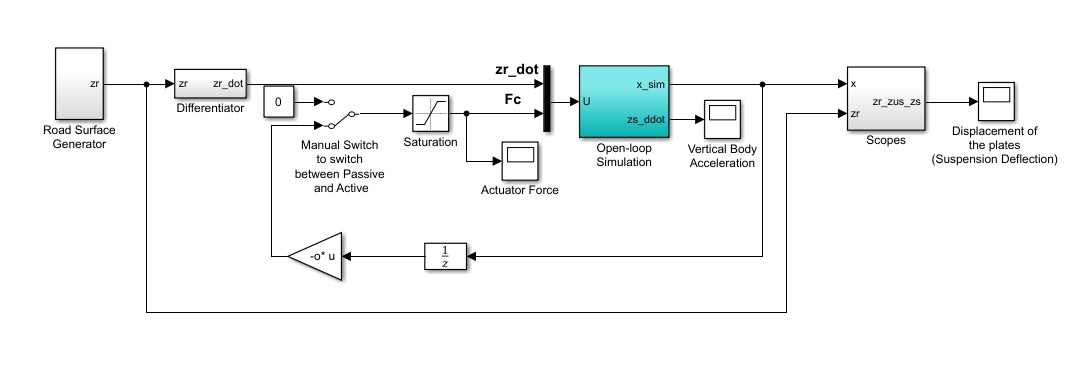 zr
Road Surface
Generator
zr
zr_dot
Differentiator
0
Manual Switch
to switch
between Passive
and Active
Saturation
zr_dot
Fc
Actuator Force
U
x_sim
zs_ddot
Open-loop
Simulation
Vertical Body
Acceleration
x
zr
zr_zus_zs
Scopes
Displacement of
the plates
(Suspension Deflection)
-o* u
1
z